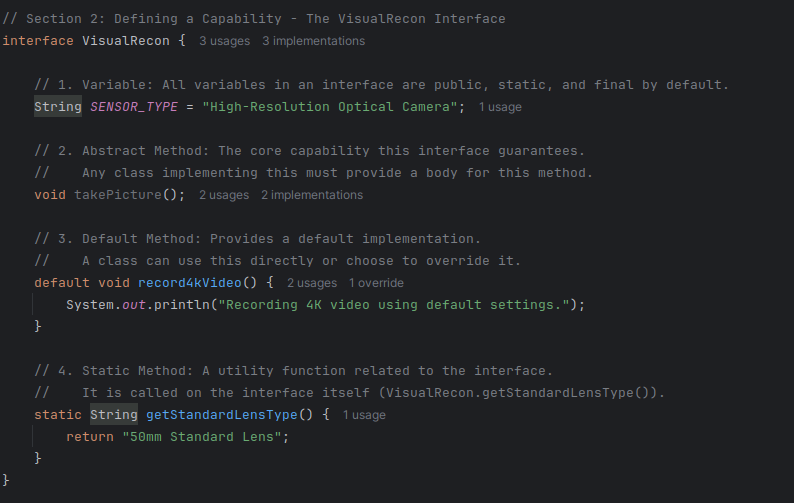 // Section 2: Defining a Capability - The VisualRecon Interface
interface VisualRecon {  3 usages  3 implementations
// 1. Variable: All variables in an interface are public, static, and final by default.
String SENSOR_TYPE = "High-Resolution Optical Camera";  1 usage
// 2. Abstract Method: The core capability this interface guarantees.
//    Any class implementing this must provide a body for this method.
void takePicture();  2 usages  2 implementations
// 3. Default Method: Provides a default implementation.
//    A class can use this directly or choose to override it.
default void record4kVideo() {  2 usages  1 override
System.out.println("Recording 4K video using default settings.");
}
// 4. Static Method: A utility function related to the interface.
//    It is called on the interface itself (VisualRecon.getStandardLensType()).
static String getStandardLensType() {  1 usage
return "50mm Standard Lens";
}
}